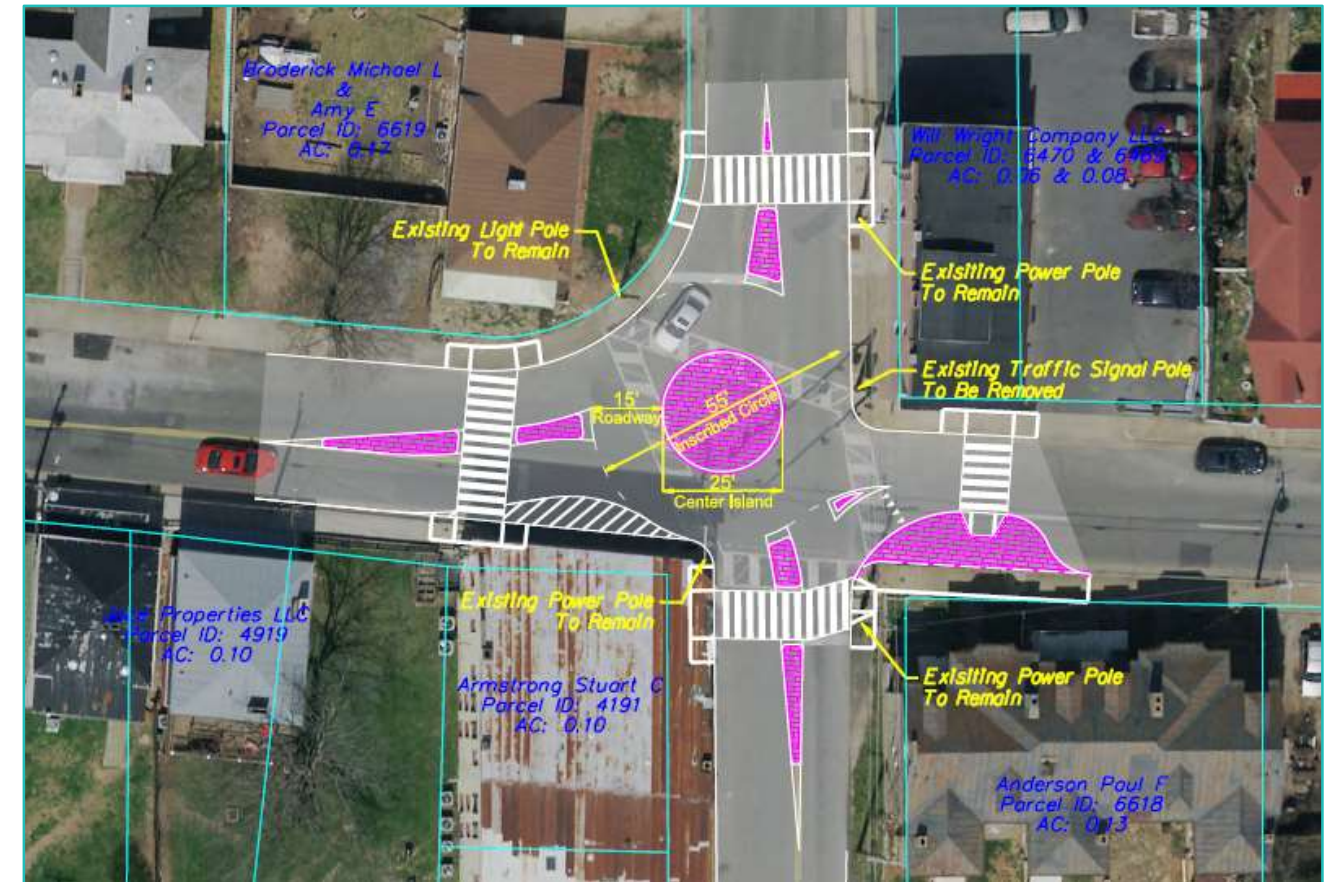 Broderick Michael L
&
Amy E
Parcel ID: 6619
AC: 0.17
Will Wright Company LLC
Parcel ID: 6470 & 6469
AC: 0.06 & 0.08
Existing Light Pole
To Remain
Exisiting Power Pole
To Remain
Existing Traffic Signal Pole
To Be Removed
15'
Roadway
55'
Inscribed Circle
25'
Center Island
Properties LLC
Parcel ID: 4919
AC: 0.10
Existing Power Pole
To Remain
Armstrong Stuart C
Parcel ID: 4191
AC: 0.10
Exisiting Power Pole
To Remain
Anderson Paul F
Parcel ID: 6618
AC: 0.13